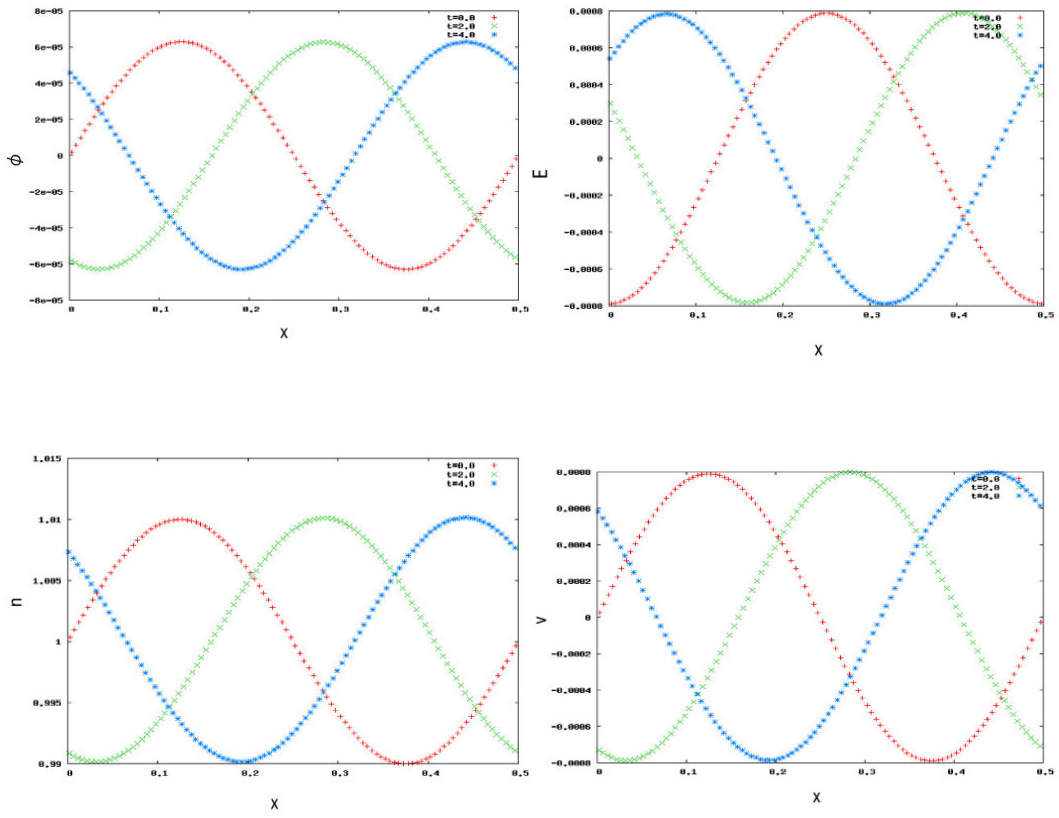 8e-05
6e-05
4e-05
2e-05
0
-2e-05
-4e-05
-6e-05
-8e-05
ϕ
t=0.0
t=2.0
t=4.0
0 0.1 0.2 0.3 0.4 0.5
X
0.0008
0.0006
0.0004
0.0002
0
-0.0002
-0.0004
-0.0006
-0.0008
E
t=0.0
t=2.0
t=4.0
0 0.1 0.2 0.3 0.4 0.5
X
1.015
1.01
1.005
1
0.995
0.99
n
t=0.0
t=2.0
t=4.0
0 0.1 0.2 0.3 0.4 0.5
X
0.0008
0.0006
0.0004
0.0002
0
-0.0002
-0.0004
-0.0006
-0.0008
v
t=0.0
t=2.0
t=4.0
0 0.1 0.2 0.3 0.4 0.5
X